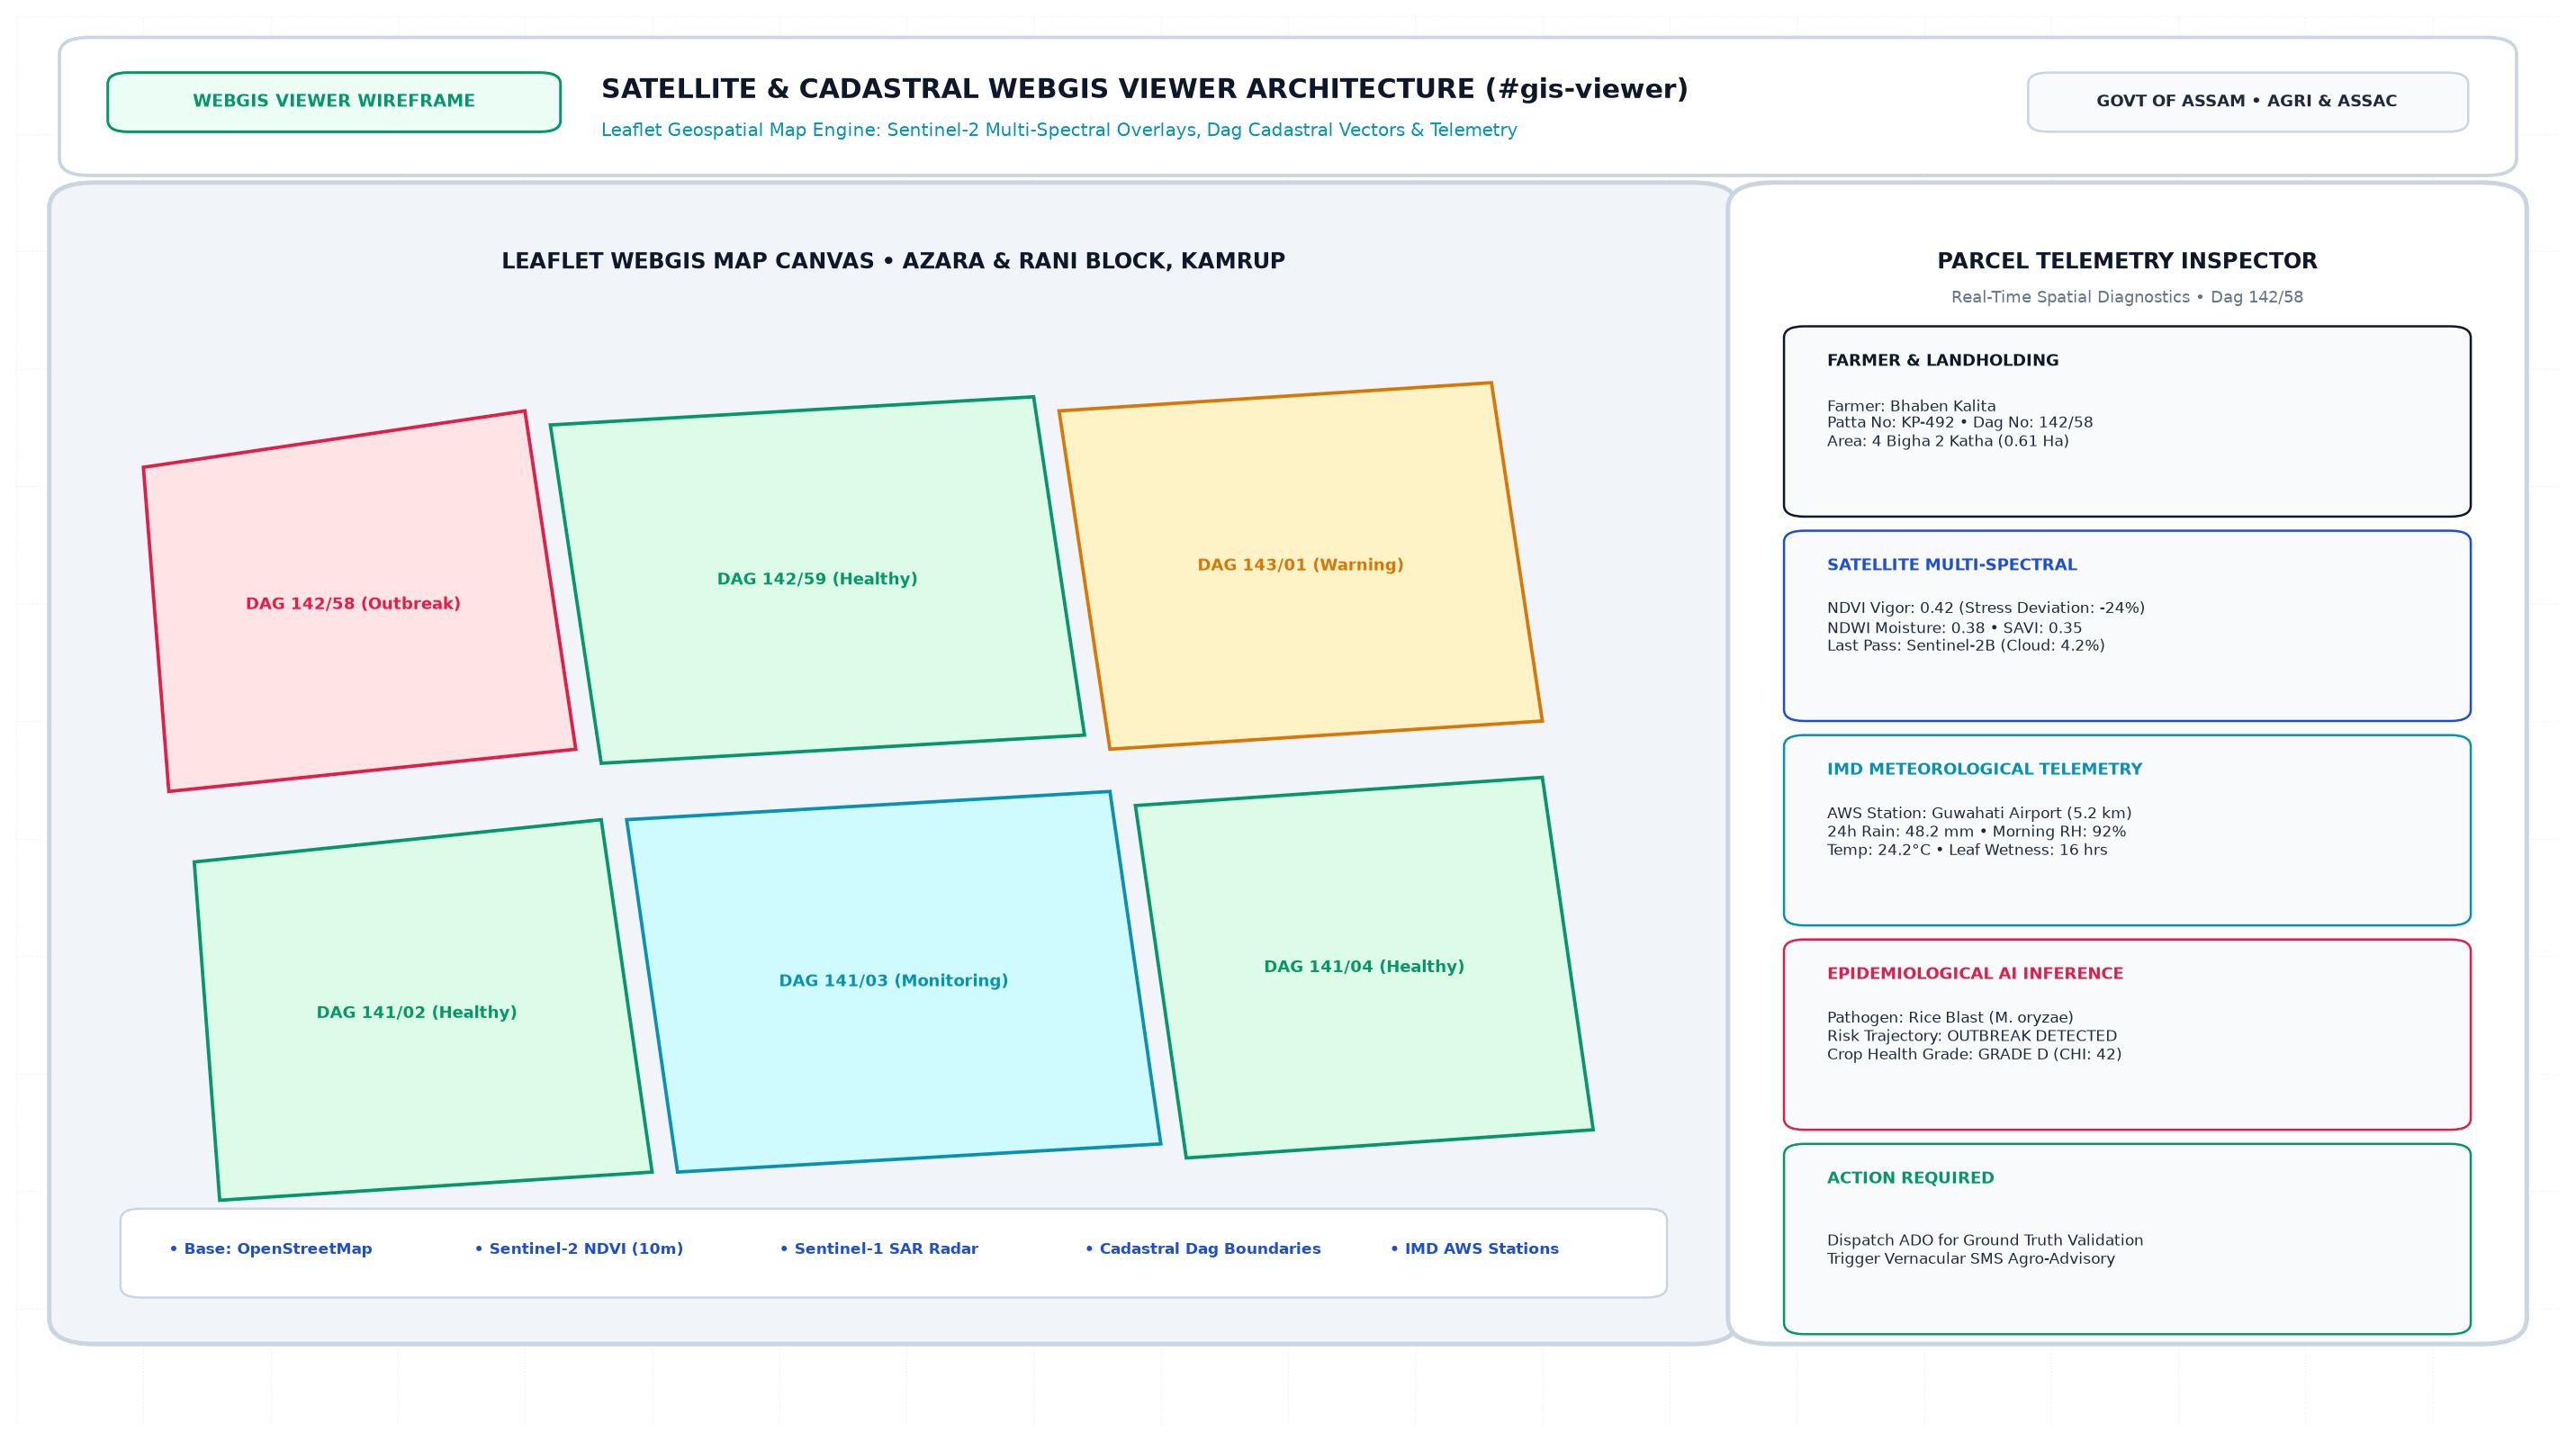 WEBGIS VIEWER WIREFRAME
SATELLITE & CADASTRAL WEBGIS VIEWER ARCHITECTURE (#gis-viewer)
Leaflet Geospatial Map Engine: Sentinel-2 Multi-Spectral Overlays, Dag Cadastral Vectors & Telemetry
GOVT OF ASSAM • AGRI & ASSAC
LEAFLET WEBGIS MAP CANVAS • AZARA & RANI BLOCK, KAMRUP
DAG 142/58 (Outbreak)
DAG 142/59 (Healthy)
DAG 143/01 (Warning)
DAG 141/02 (Healthy)
DAG 141/03 (Monitoring)
DAG 141/04 (Healthy)
• Base: OpenStreetMap
• Sentinel-2 NDVI (10m)
• Sentinel-1 SAR Radar
• Cadastral Dag Boundaries
• IMD AWS Stations
PARCEL TELEMETRY INSPECTOR
Real-Time Spatial Diagnostics • Dag 142/58
FARMER & LANDHOLDING
Farmer: Bhaben Kalita
Patta No: KP-492 • Dag No: 142/58
Area: 4 Bigha 2 Katha (0.61 Ha)
SATELLITE MULTI-SPECTRAL
NDVI Vigor: 0.42 (Stress Deviation: -24%)
NDWI Moisture: 0.38 • SAVI: 0.35
Last Pass: Sentinel-2B (Cloud: 4.2%)
IMD METEOROLOGICAL TELEMETRY
AWS Station: Guwahati Airport (5.2 km)
24h Rain: 48.2 mm • Morning RH: 92%
Temp: 24.2°C • Leaf Wetness: 16 hrs
EPIDEMIOLOGICAL AI INFERENCE
Pathogen: Rice Blast (M. oryzae)
Risk Trajectory: OUTBREAK DETECTED
Crop Health Grade: GRADE D (CHI: 42)
ACTION REQUIRED
Dispatch ADO for Ground Truth Validation
Trigger Vernacular SMS Agro-Advisory